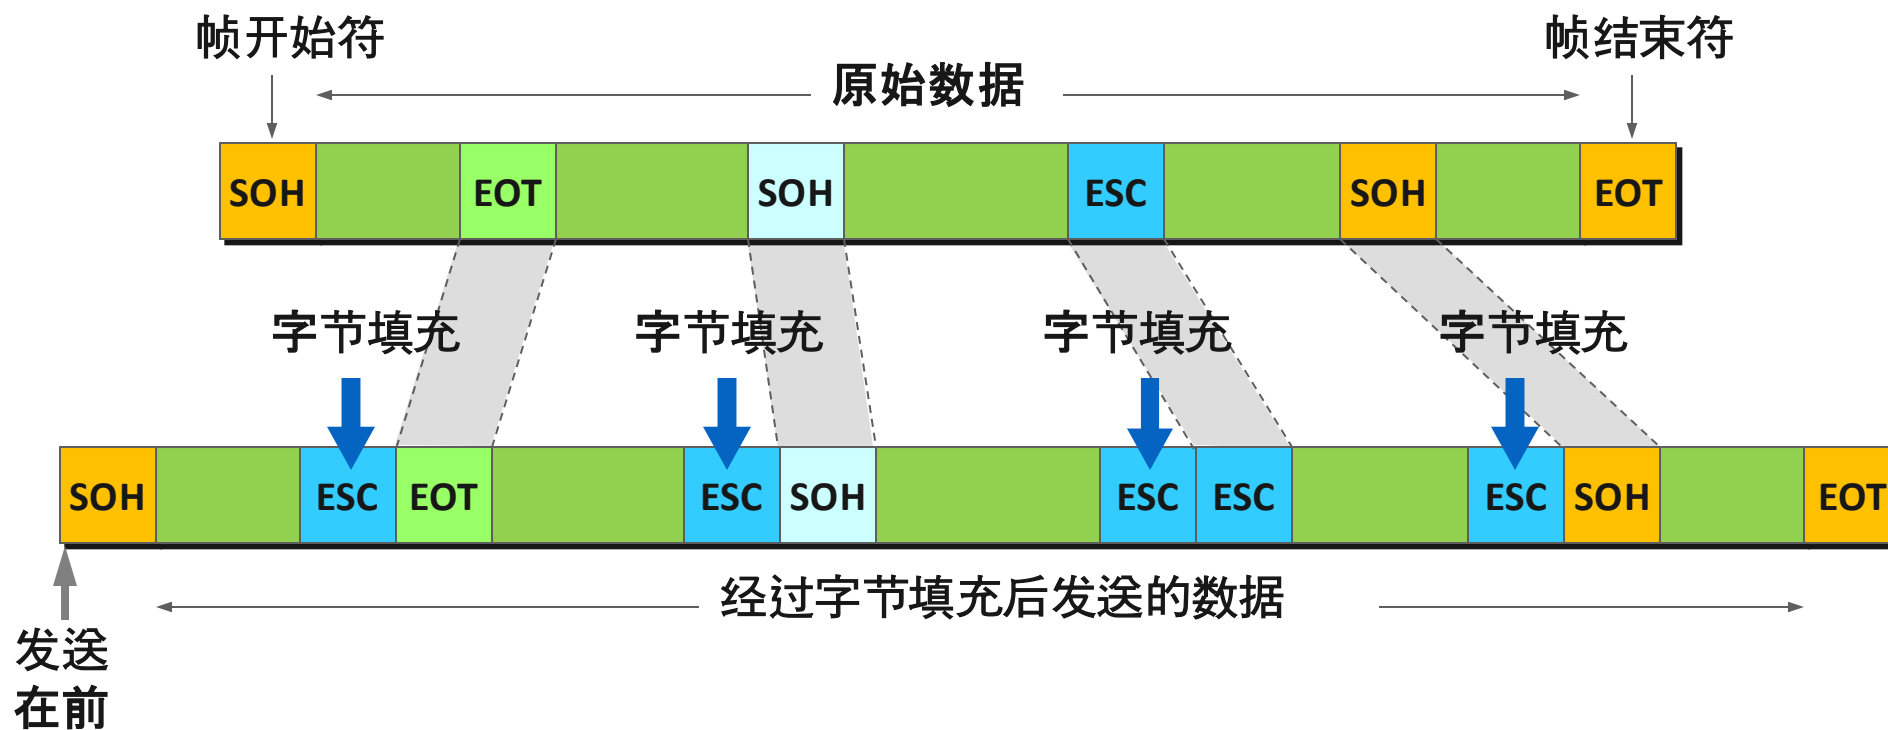 帧开始符
帧结束符
原始数据
SOH EOT SOH ESC SOH EOT
字节填充 字节填充 字节填充 字节填充
SOH ESC EOT ESC SOH ESC ESC ESC SOH EOT
经过字节填充后发送的数据
发送
在前